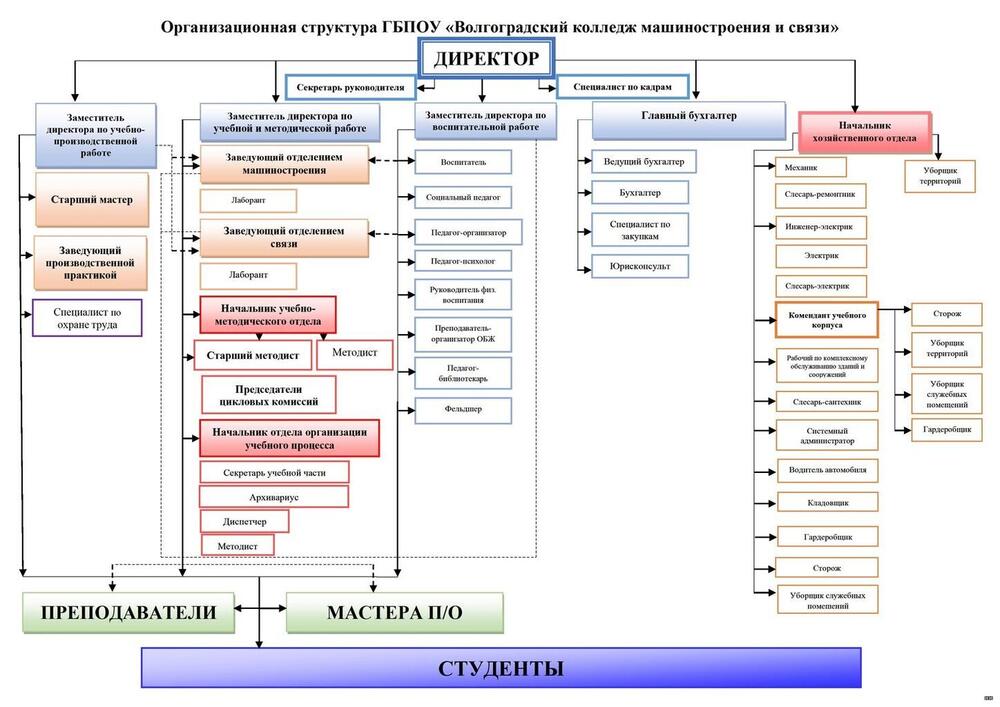 Организационная структура ГБПОУ «Волгоградский колледж машиностроения и связи»
ДИРЕКТОР
Секретарь руководителя
Специалист по кадрам
Заместитель
директора по учебно-
производственной
работе
Старший мастер
Заведующий
производственной
практикой
Специалист по
охране труда
Заместитель директора по
учебной и методической работе
Заведующий отделением
машиностроения
Лаборант
Заведующий отделением
связи
Лаборант
Начальник учебно-
методического отдела
Старший методист
Методист
Председатели
цикловых комиссий
Начальник отдела организации
учебного процесса
Секретарь учебной части
Архивариус
Диспетчер
Методист
Заместитель директора по
воспитательной работе
Воспитатель
Социальный педагог
Педагог-организатор
Педагог-психолог
Руководитель физ.
воспитания
Преподаватель-
организатор ОБЖ
Педагог-
библиотекарь
Фельдшер
Главный бухгалтер
Ведущий бухгалтер
Бухгалтер
Специалист по
закупкам
Юрисконсульт
Начальник
хозяйственного отдела
Уборщик
территорий
Механик
Слесарь-ремонтник
Инженер-электрик
Электрик
Слесарь-электрик
Комендант учебного
корпуса
Рабочий по комплексному
обслуживанию зданий и
сооружений
Слесарь-сантехник
Системный
администратор
Водитель автомобиля
Кладовщик
Гардеробщик
Сторож
Уборщик служебных
помещений
Сторож
Уборщик
территорий
Уборщик
служебных
помещений
Гардеробщик
ПРЕПОДАВАТЕЛИ
МАСТЕРА П/О
СТУДЕНТЫ